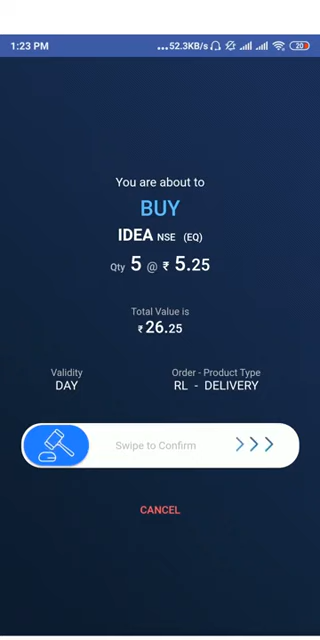 1:23 PM ...52.3KB/s 20
You are about to
BUY
IDEA NSE (EQ)
Qty 5 @ ₹ 5.25
Total Value is
₹ 26.25
Validity Order - Product Type
DAY RL - DELIVERY
Swipe to Confirm
CANCEL